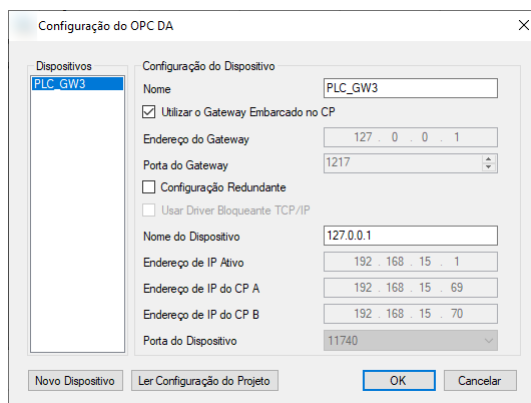 Configuração do OPC DA
Dispositivos
PLC_GW3
Configuração do Dispositivo
Nome PLC_GW3
Utilizar o Gateway Embarcado no CP
Endereço do Gateway 127 . 0 . 0 . 1
Porta do Gateway 1217
Configuração Redundante
Usar Driver Bloqueante TCP/IP
Nome do Dispositivo 127.0.0.1
Endereço de IP Ativo 192 . 168 . 15 . 1
Endereço de IP do CP A 192 . 168 . 15 . 69
Endereço de IP do CP B 192 . 168 . 15 . 70
Porta do Dispositivo 11740
Novo Dispositivo Ler Configuração do Projeto OK Cancelar